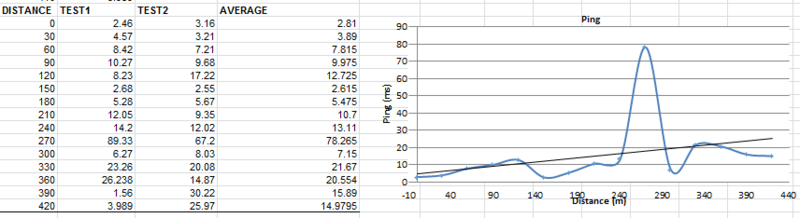 DISTANCE TEST1 TEST2 AVERAGE
0 2.46 3.16 2.81
30 4.57 3.21 3.89
60 8.42 7.21 7.815
90 10.27 9.68 9.975
120 8.23 17.22 12.725
150 2.68 2.55 2.615
180 5.28 5.67 5.475
210 12.05 9.35 10.7
240 14.2 12.02 13.11
270 89.33 67.2 78.265
300 6.27 8.03 7.15
330 23.26 20.08 21.67
360 26.238 14.87 20.554
390 1.56 30.22 15.89
420 3.989 25.97 14.9795
Ping
90
80
70
60
50
40
30
20
10
0
Ping (ms)
-10 40 90 140 190 240 290 340 390 440
Distance (m)